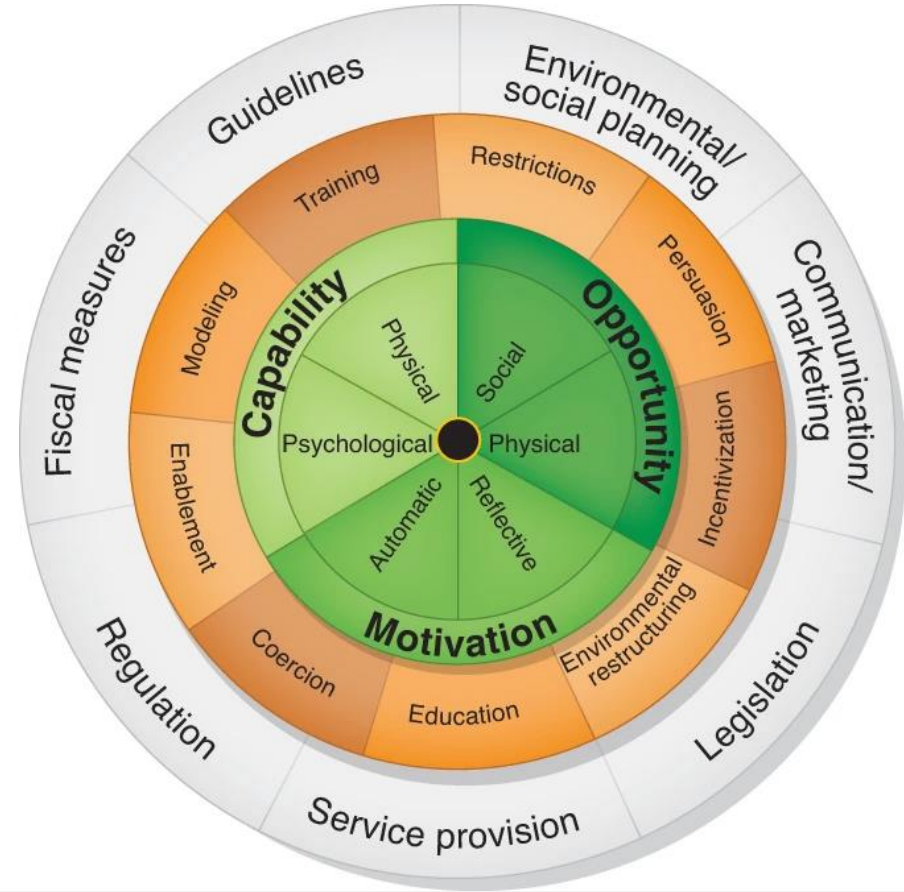 Guidelines
Environmental/
social planning
Communication/
marketing
Legislation
Service provision
Regulation
Fiscal measures
Training
Restrictions
Persuasion
Incentivization
Environmental
restructuring
Education
Coercion
Enablement
Modeling
Capability
Opportunity
Motivation
Physical
Social
Psychological
Physical
Automatic
Reflective